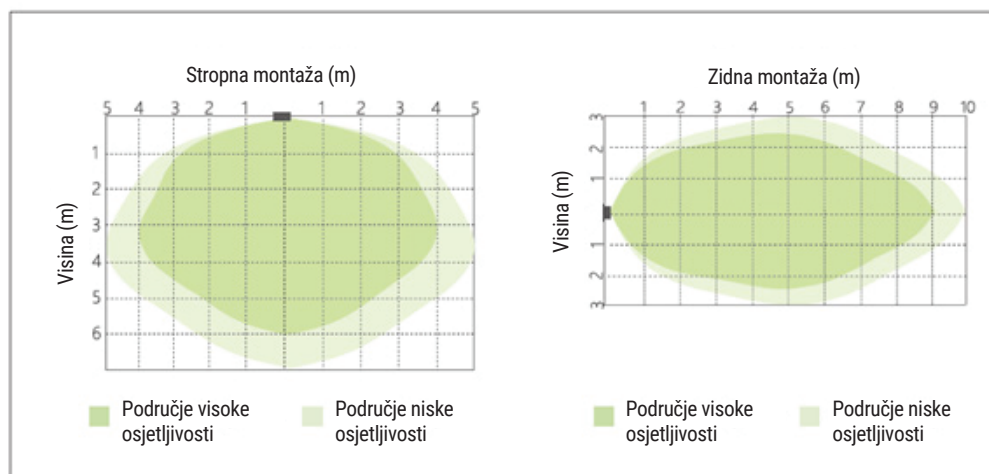 Stropna montaža (m)
5 4 3 2 1 1 2 3 4 5
Visina (m)
1
2
3
4
5
6
Područje visoke
osjetljivosti
Područje niske
osjetljivosti
Zidna montaža (m)
1 2 3 4 5 6 7 8 9 10
Visina (m)
3
2
1
1
2
3
Područje visoke
osjetljivosti
Područje niske
osjetljivosti